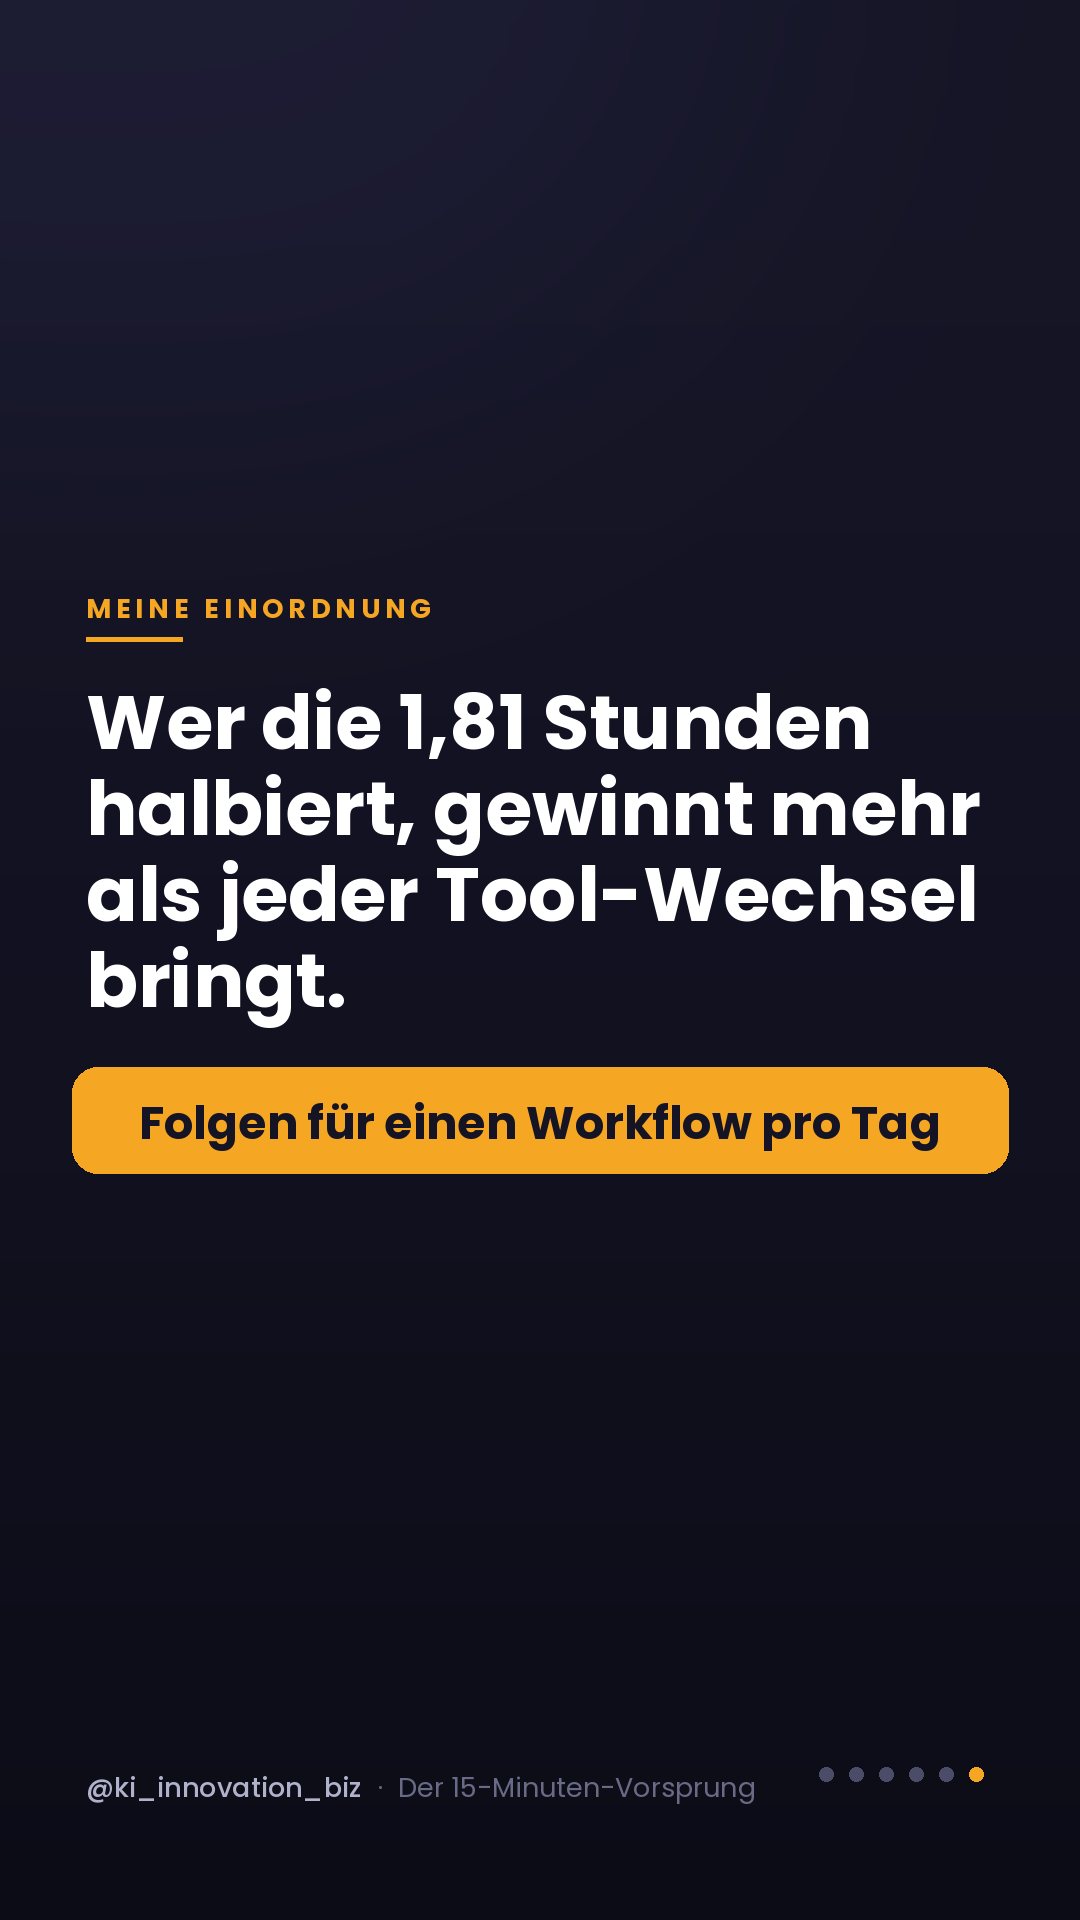 MEINE EINORDNUNG
Wer die 1,81 Stunden
halbiert, gewinnt mehr
als jeder Tool-Wechsel
bringt.
Folgen für einen Workflow pro Tag
@ki_innovation_biz · Der 15-Minuten-Vorsprung